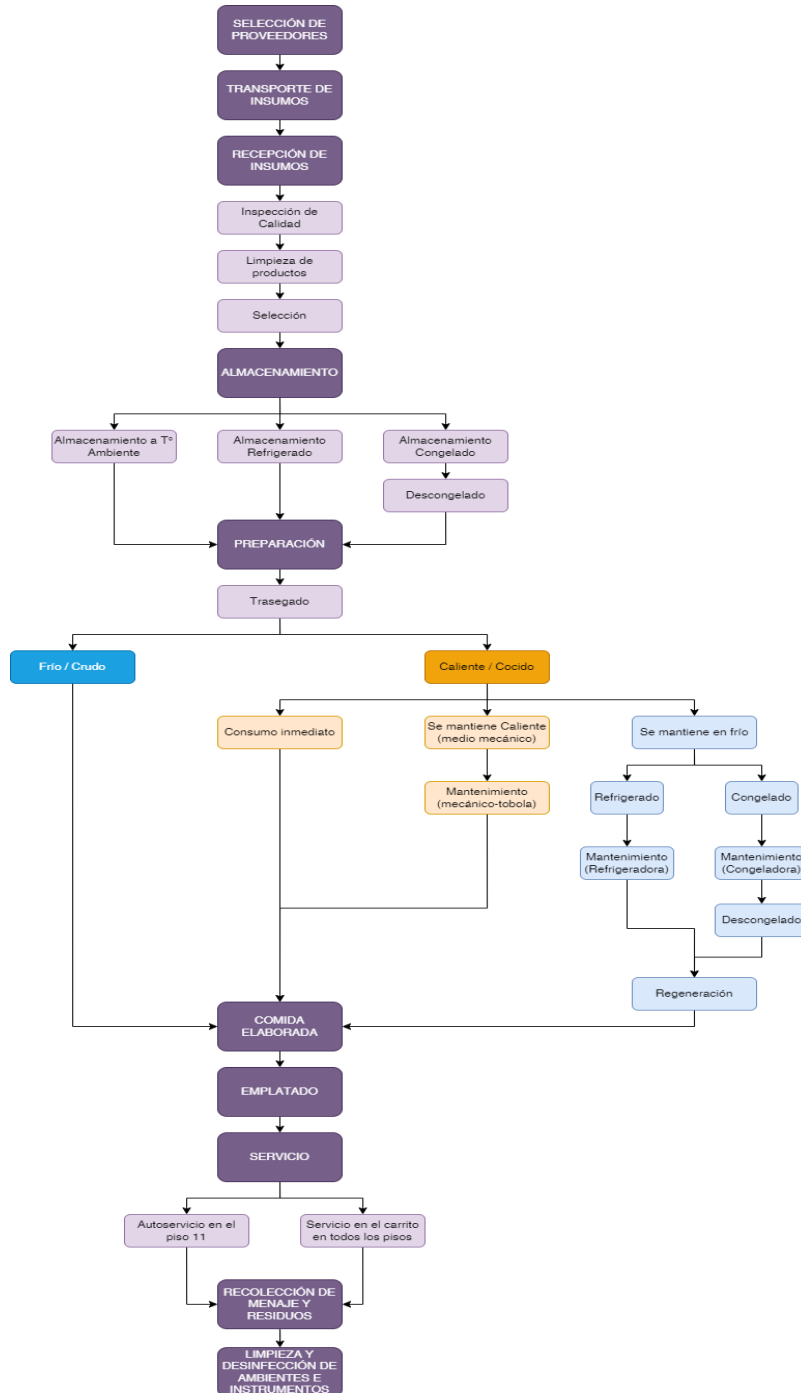 SELECCIÓN DE
PROVEEDORES
TRANSPORTE DE
INSUMOS
RECEPCIÓN DE
INSUMOS
Inspección de
Calidad
Limpieza de
productos
Selección
ALMACENAMIENTO
Almacenamiento a Tº
Ambiente
Almacenamiento
Refrigerado
Almacenamiento
Congelado
Descongelado
PREPARACIÓN
Trasegado
Frío / Crudo
Caliente / Cocido
Consumo inmediato
Se mantiene Caliente
(medio mecánico)
Se mantiene en frío
Mantenimiento
(mecánico-tobola)
Refrigerado
Congelado
Mantenimiento
(Refrigeradora)
Mantenimiento
(Congeladora)
Descongelado
Regeneración
COMIDA
ELABORADA
EMPLATADO
SERVICIO
Autoservicio en el
piso 11
Servicio en el carrito
en todos los pisos
RECOLECCIÓN DE
MENAJE Y
RESIDUOS
LIMPIEZA Y
DESINFECCIÓN DE
AMBIENTES E
INSTRUMENTOS